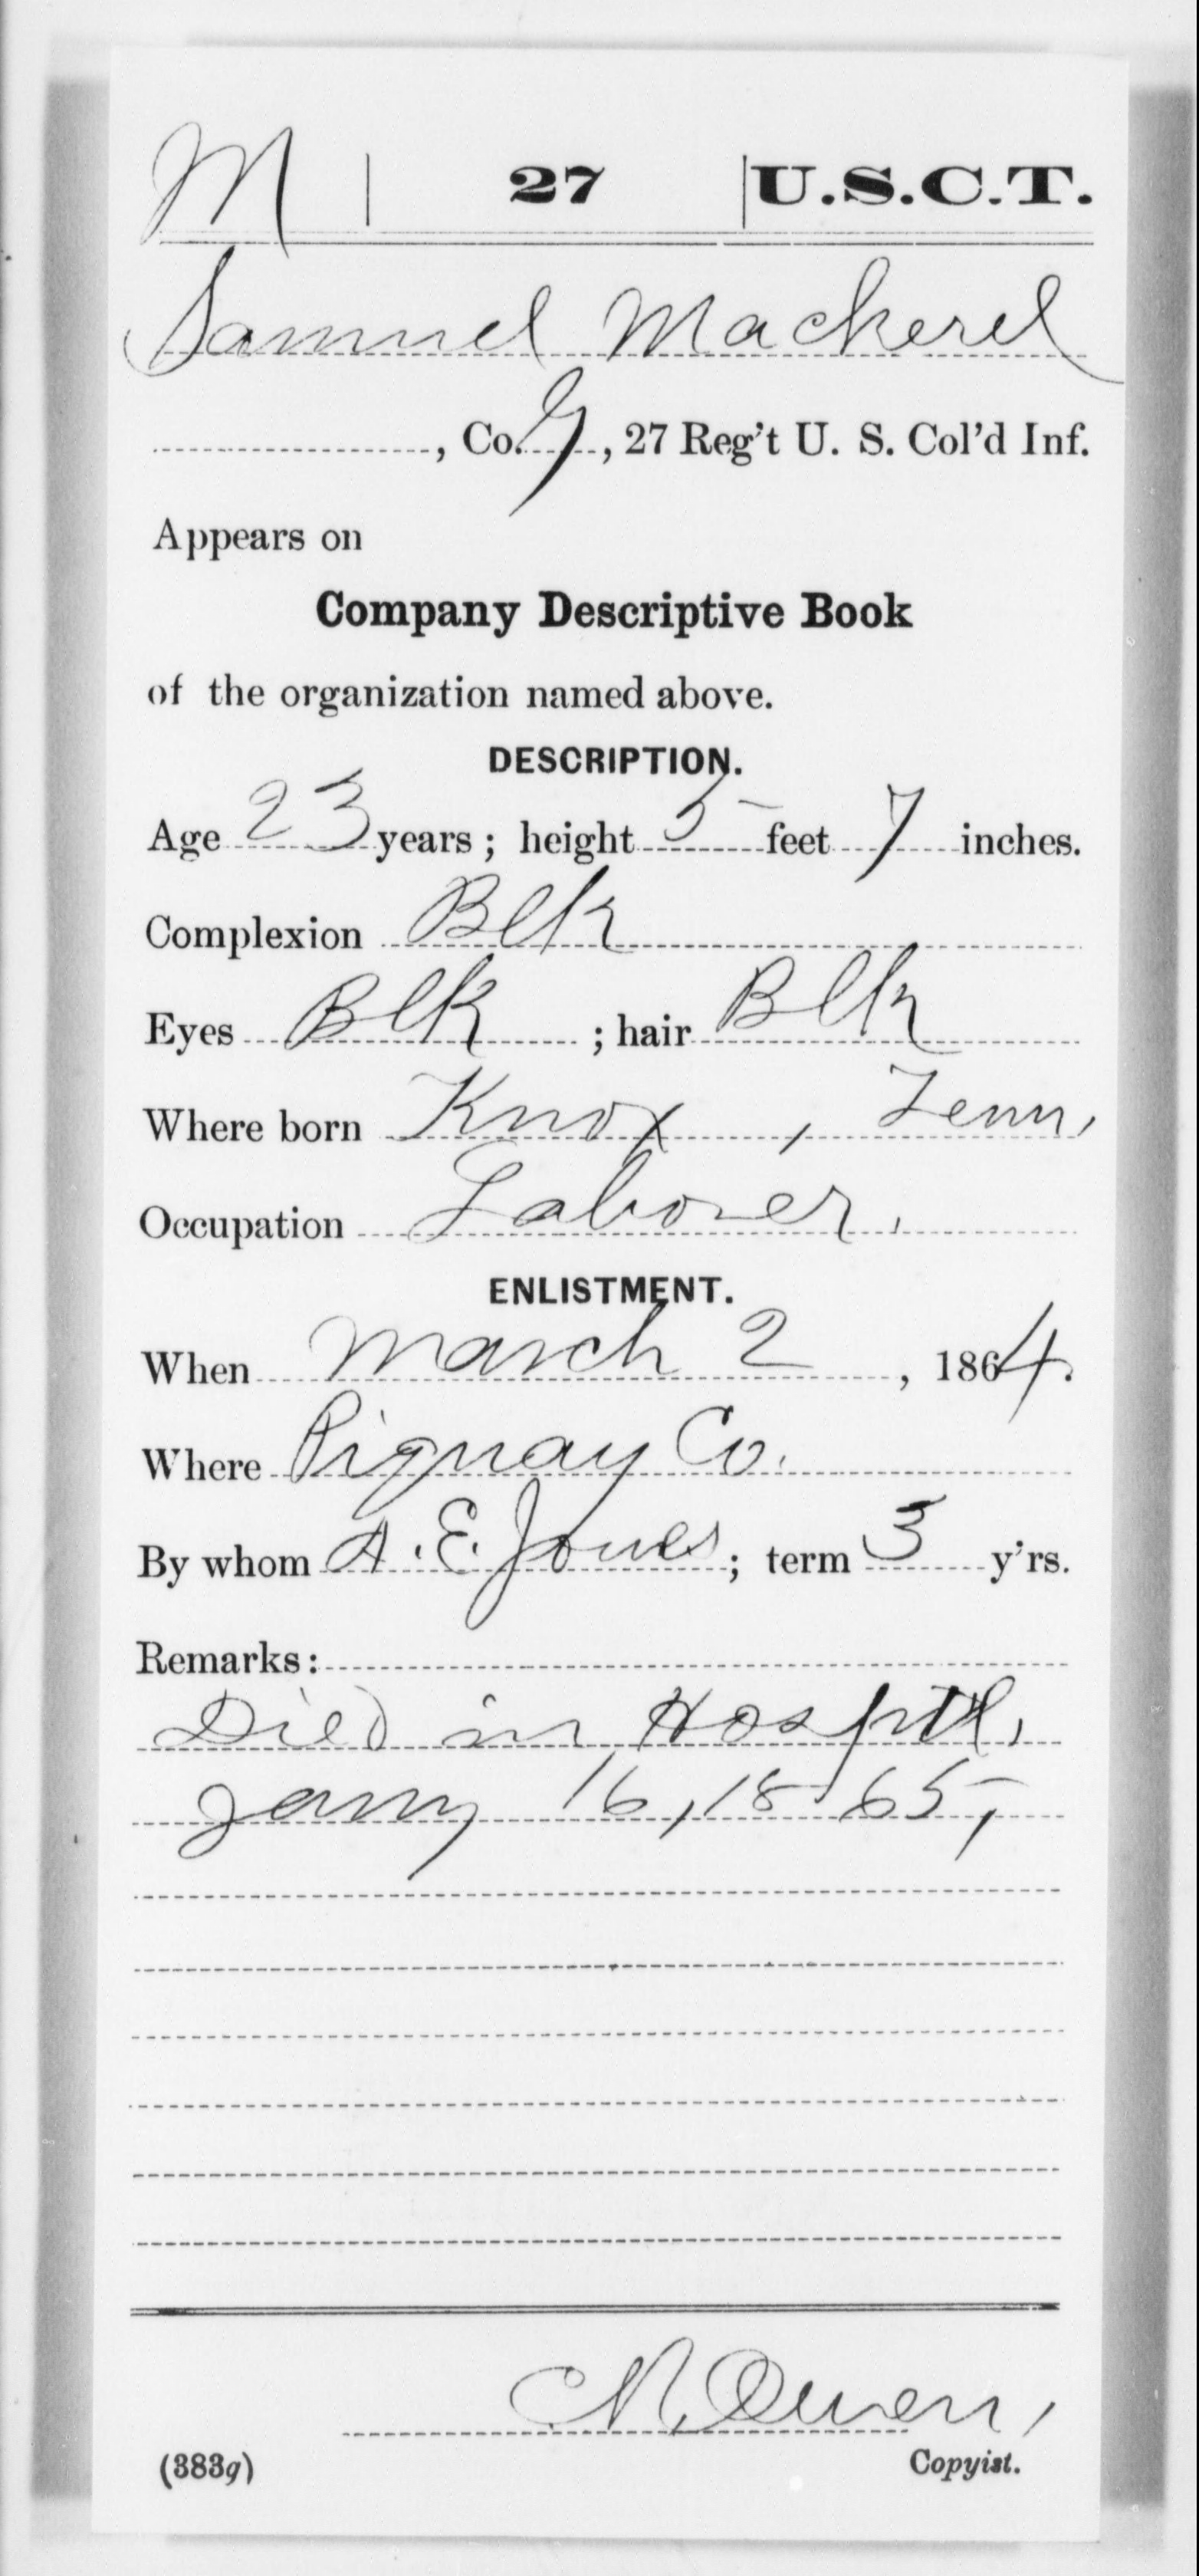 M 27 U.S.C.T.
Samuel Mackerel
, Co. G, 27 Reg't U. S. Col'd Inf.
Appears on
Company Descriptive Book
of the organization named above.
DESCRIPTION.
Age 23 years; height 5 feet 7 inches.
Complexion Blk
Eyes Blk ; hair Blk
Where born Knox, Tenn,
Occupation Laborer,
ENLISTMENT.
When March 2, 1864.
Where Piquay Co.
By whom A. E. Jones; term 3 y'rs.
Remarks:
Died in Hosptl,
Jany 16, 1865,
Owen,
(383g) Copyist.